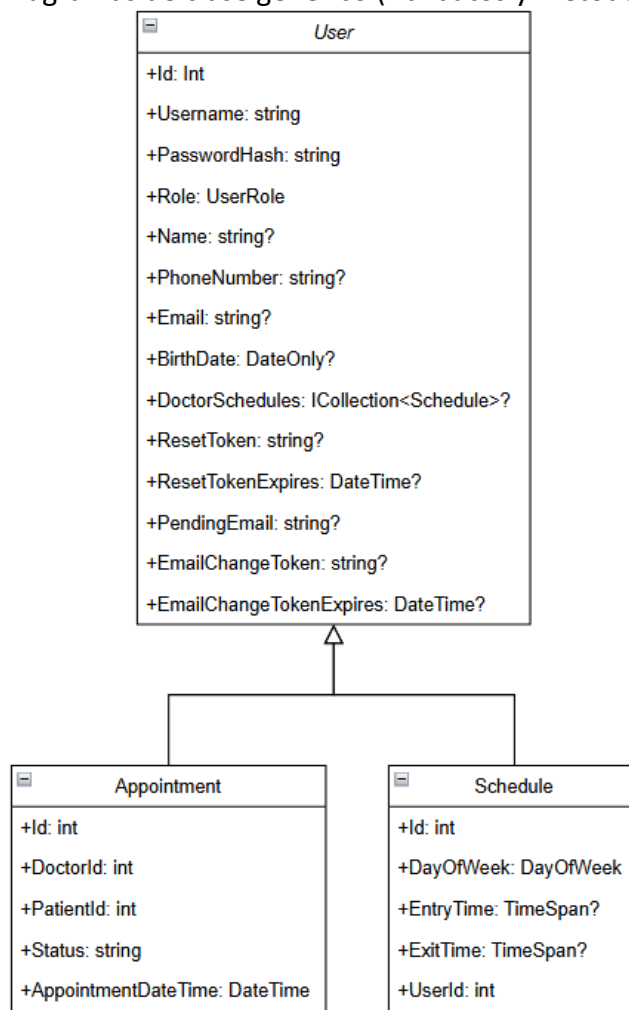 User
+Id: Int
+Username: string
+PasswordHash: string
+Role: UserRole
+Name: string?
+PhoneNumber: string?
+Email: string?
+BirthDate: DateOnly?
+DoctorSchedules: ICollection<Schedule>?
+ResetToken: string?
+ResetTokenExpires: DateTime?
+PendingEmail: string?
+EmailChangeToken: string?
+EmailChangeTokenExpires: DateTime?
Appointment
+Id: int
+DoctorId: int
+PatientId: int
+Status: string
+AppointmentDateTime: DateTime
Schedule
+Id: int
+DayOfWeek: DayOfWeek
+EntryTime: TimeSpan?
+ExitTime: TimeSpan?
+UserId: int